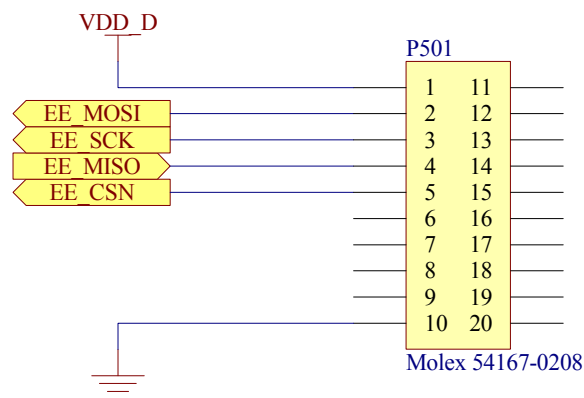 VDD_D
P501
1 11
EE_MOSI 2 12
EE_SCK 3 13
EE_MISO 4 14
EE_CSN 5 15
6 16
7 17
8 18
9 19
10 20
Molex 54167-0208